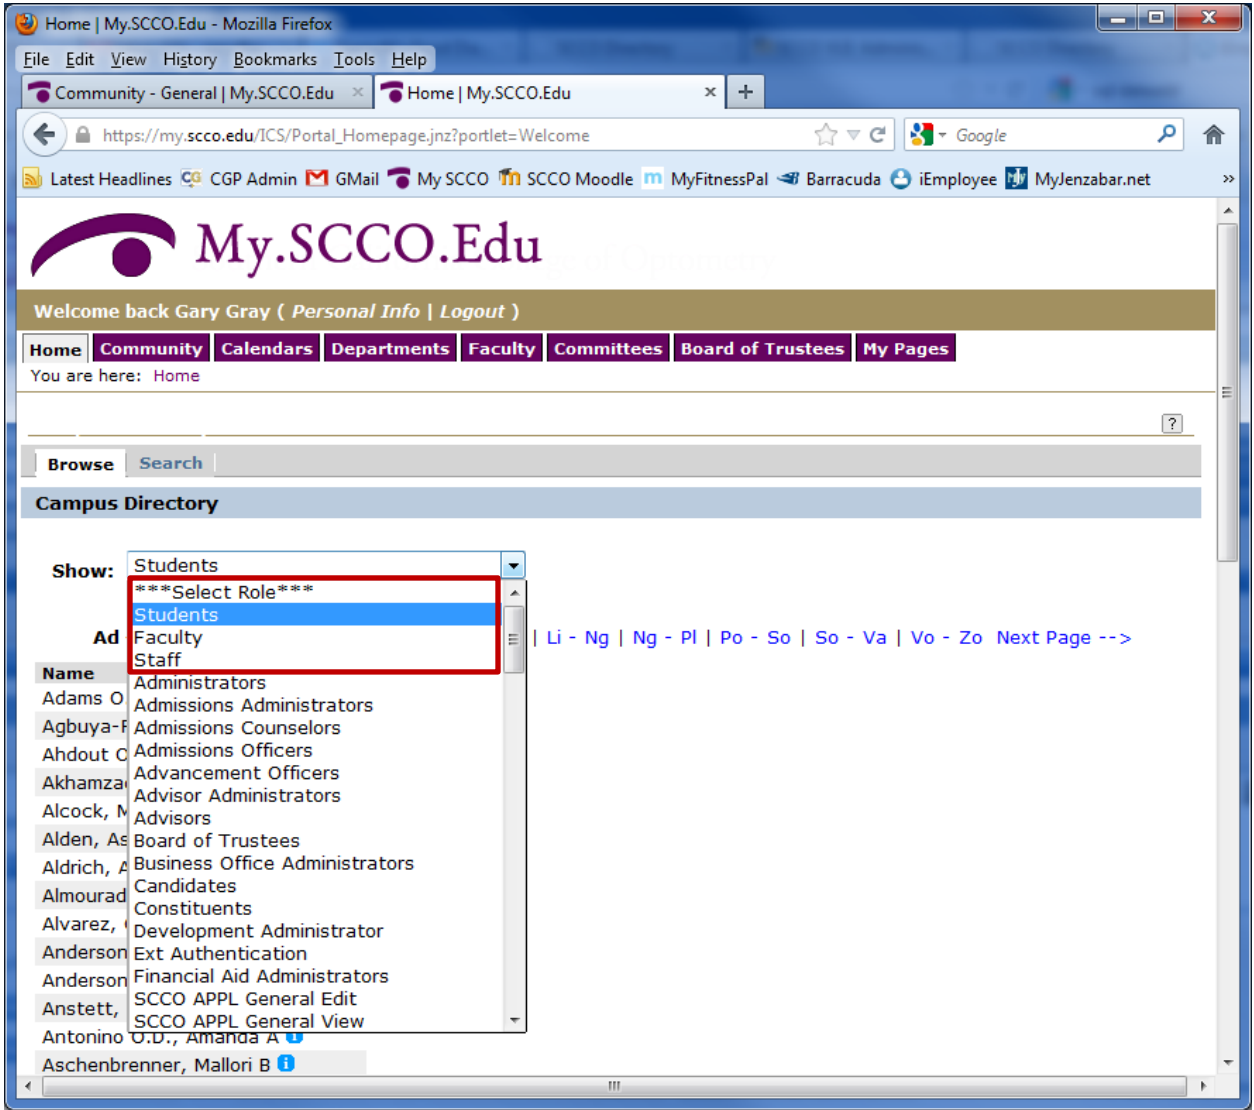 Home | My.SCCO.Edu - Mozilla Firefox
File Edit View History Bookmarks Tools Help
Community - General | My.SCCO.Edu Home | My.SCCO.Edu
https://my.scco.edu/ICS/Portal_Homepage.jnz?portlet=Welcome Google
Latest Headlines CGP Admin GMail My SCCO SCCO Moodle MyFitnessPal Barracuda iEmployee MyJenzabar.net »
My.SCCO.Edu
Welcome back Gary Gray ( Personal Info | Logout )
Home Community Calendars Departments Faculty Committees Board of Trustees My Pages
You are here: Home
?
Browse Search
Campus Directory
Show: Students
***Select Role***
Students
Ad Faculty | Li - Ng | Ng - Pl | Po - So | So - Va | Vo - Zo Next Page -->
Staff
Name
Administrators
Adams O
Admissions Administrators
Agbuya-
Admissions Counselors
Ahdout O
Admissions Officers
Advancement Officers
Akhamza
Advisor Administrators
Alcock, M
Advisors
Alden, As
Board of Trustees
Aldrich, A
Business Office Administrators
Almourad
Candidates
Constituents
Alvarez,
Development Administrator
Anderson
Ext Authentication
Anderson
Financial Aid Administrators
Anstett,
SCCO APPL General Edit
SCCO APPL General View
Antonino O.D., Amanda A
Aschenbrenner, Mallori B